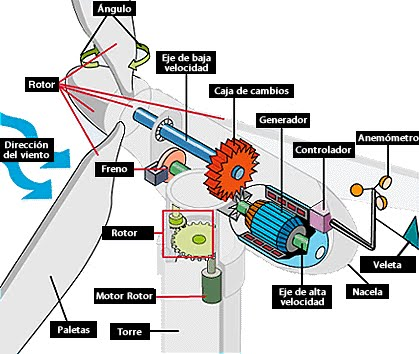 Ángulo
Rotor
Eje de baja
velocidad
Caja de cambios
Generador
Anemómetro
Controlador
Dirección
del viento
Freno
Rotor
Veleta
Motor Rotor
Eje de alta
velocidad
Nacela
Paletas
Torre